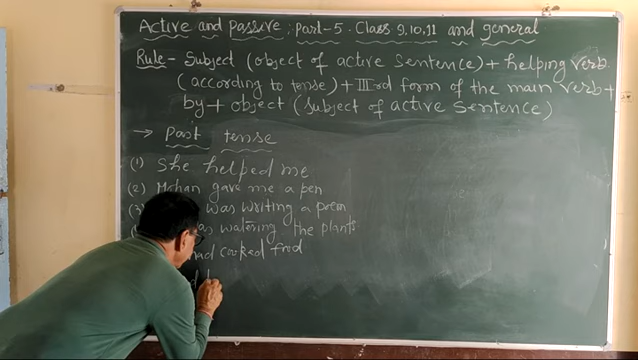 Active and passive; Part-5. Class 9,10,11 and general
Rule- Subject (object of active Sentence) + helping verb
(according to tense) + IIIrd form of the main verb +
by + object (subject of active Sentence)
→ Past tense
(1) She helped me
(2) Mohan gave me a pen
was writing a poem
watering the plants.
had cooked food